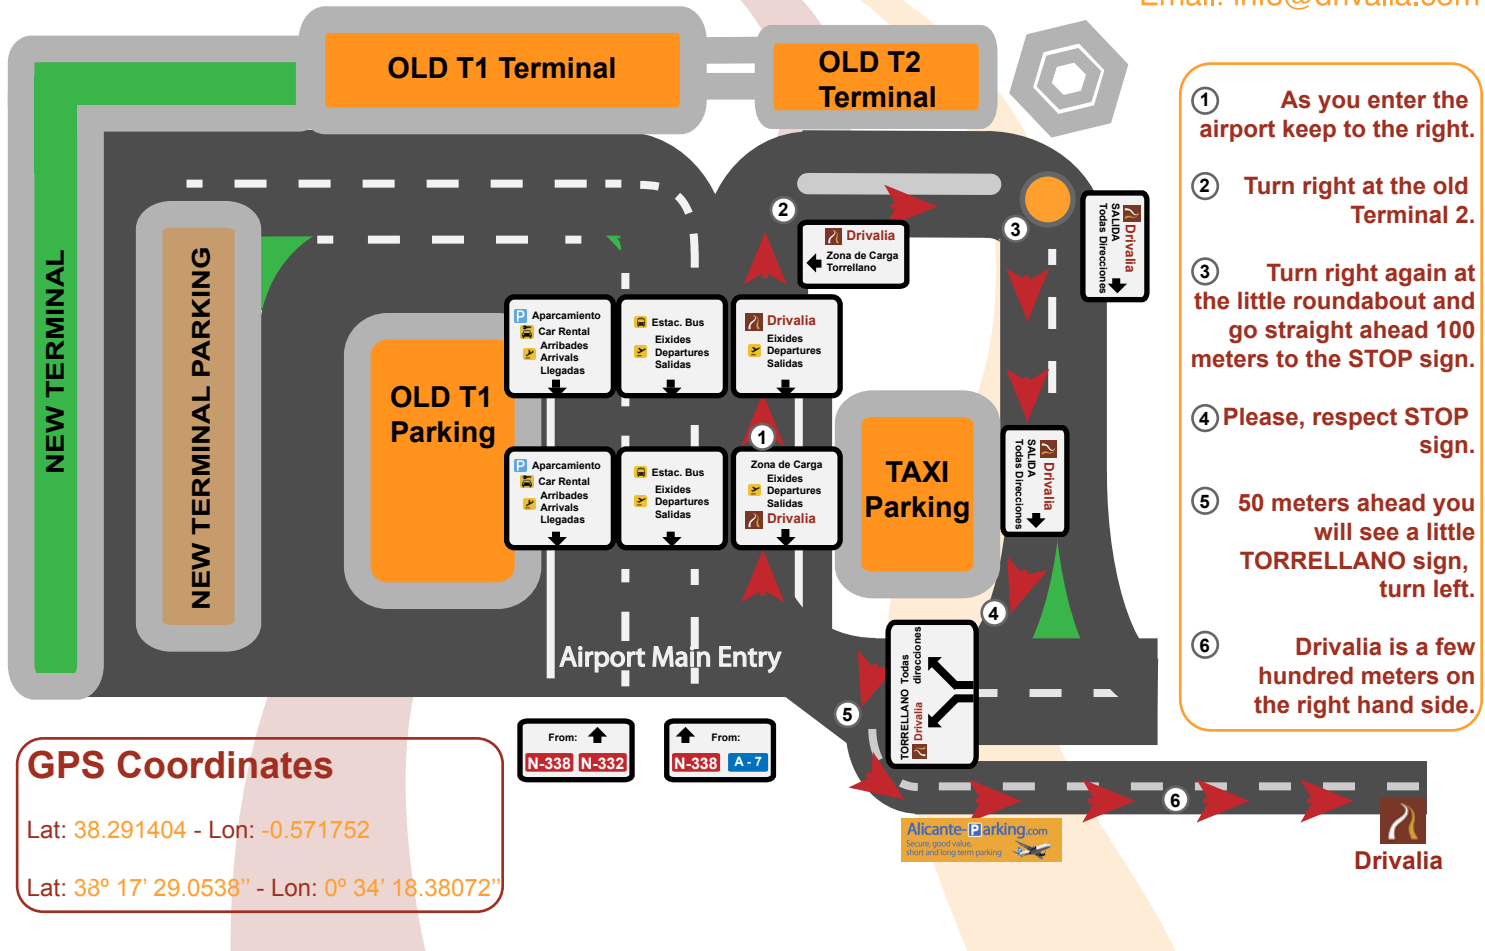 Email: info@drivalia.com
OLD T1 Terminal
OLD T2
Terminal
NEW TERMINAL
NEW TERMINAL PARKING
OLD T1
Parking
TAXI
Parking
2
3
Drivalia
Zona de Carga
Torrellano
Drivalia
SALIDA
Todas Direcciones
P Aparcamiento
Car Rental
Arribades
Arrivals
Llegadas
Estac. Bus
Eixides
Departures
Salidas
Drivalia
Eixides
Departures
Salidas
1
P Aparcamiento
Car Rental
Arribades
Arrivals
Llegadas
Estac. Bus
Eixides
Departures
Salidas
Zona de Carga
Eixides
Departures
Salidas
Drivalia
Drivalia
SALIDA
Todas Direcciones
4
Airport Main Entry
TORRELLANO Todas
direcciones
Drivalia
5
From:
N-338 N-332
From:
N-338 A - 7
6
Alicante-Parking.com
Secure, good value,
short and long term parking
Drivalia
1 As you enter the
airport keep to the right.
2 Turn right at the old
Terminal 2.
3 Turn right again at
the little roundabout and
go straight ahead 100
meters to the STOP sign.
4 Please, respect STOP
sign.
5 50 meters ahead you
will see a little
TORRELLANO sign,
turn left.
6 Drivalia is a few
hundred meters on
the right hand side.
GPS Coordinates
Lat: 38.291404 - Lon: -0.571752
Lat: 38º 17' 29.0538'' - Lon: 0º 34' 18.38072''